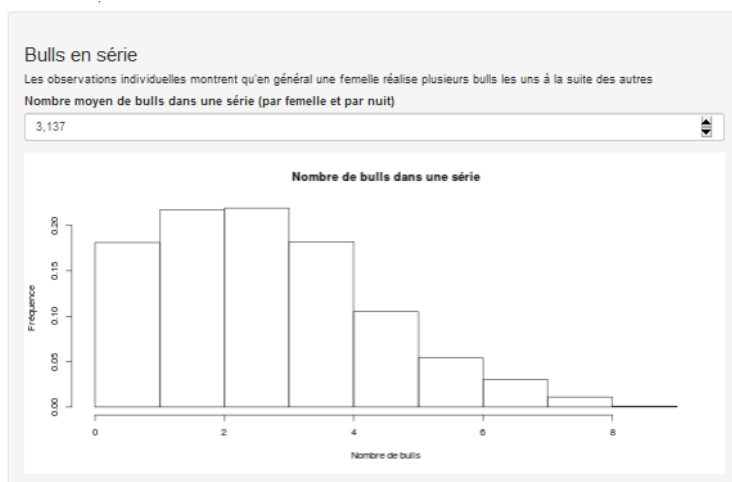 Bulls en série
Les observations individuelles montrent qu'en général une femelle réalise plusieurs bulls les uns à la suite des autres
Nombre moyen de bulls dans une série (par femelle et par nuit)
3,137
Nombre de bulls dans une série
Fréquence
0.20
0.15
0.10
0.05
0.00
0 2 4 6 8
Nombre de bulls